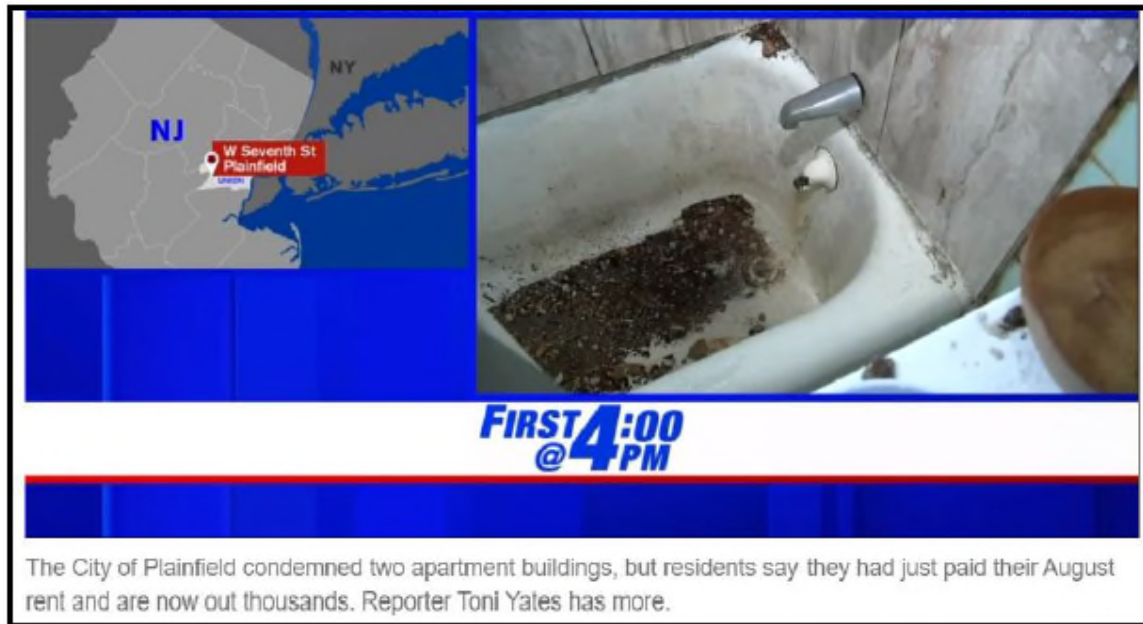 NY
NJ
W Seventh St
Plainfield
UNION
FIRST 4:00
@ PM
The City of Plainfield condemned two apartment buildings, but residents say they had just paid their August
rent and are now out thousands. Reporter Toni Yates has more.